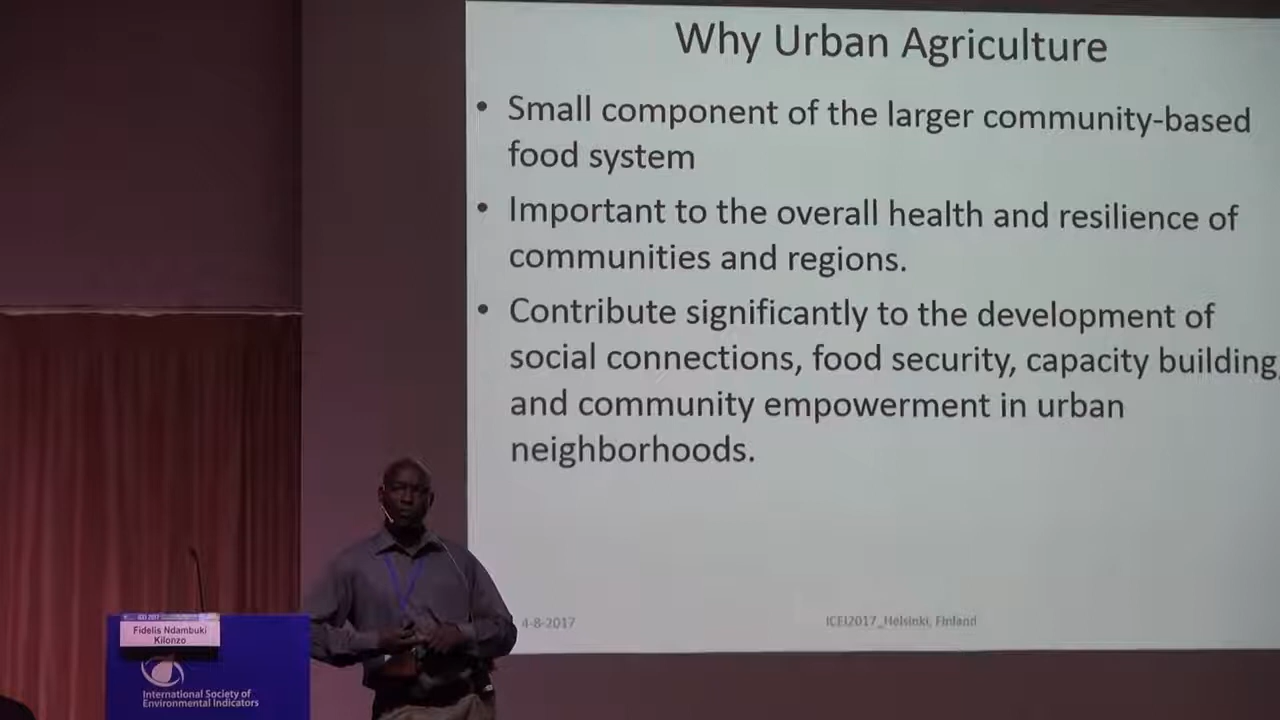 Why Urban Agriculture
• Small component of the larger community-based
food system
• Important to the overall health and resilience of
communities and regions.
• Contribute significantly to the development of
social connections, food security, capacity building,
and community empowerment in urban
neighborhoods.
4-8-2017
ICEI2017_Helsinki, Finland
Fidelis Ndambuki
Kilonzo
International Society of
Environmental Indicators